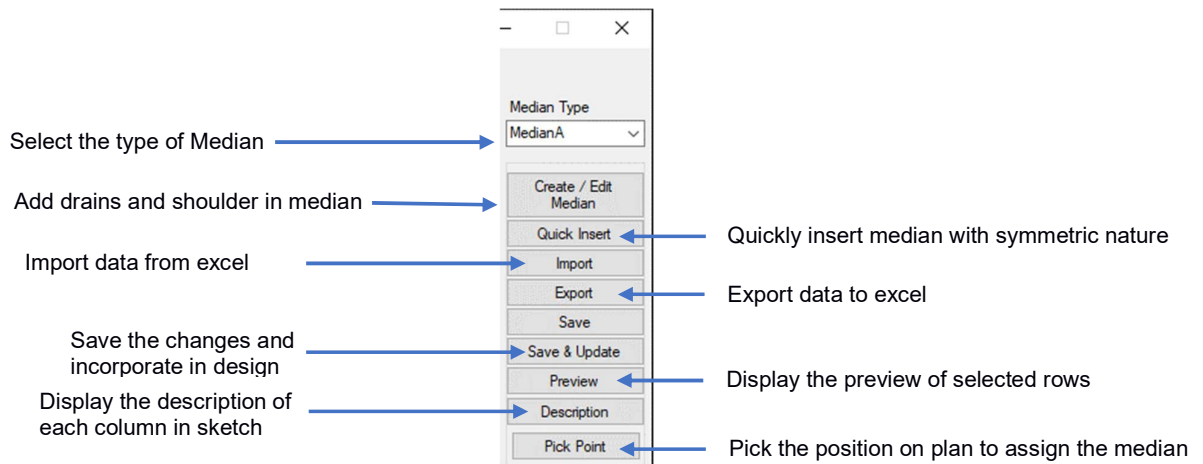 Median Type
MedianA
Select the type of Median
Create / Edit
Median
Add drains and shoulder in median
Quick Insert
Quickly insert median with symmetric nature
Import data from excel
Import
Export
Export data to excel
Save
Save the changes and
incorporate in design
Save & Update
Preview
Display the preview of selected rows
Display the description of
each column in sketch
Description
Pick Point
Pick the position on plan to assign the median